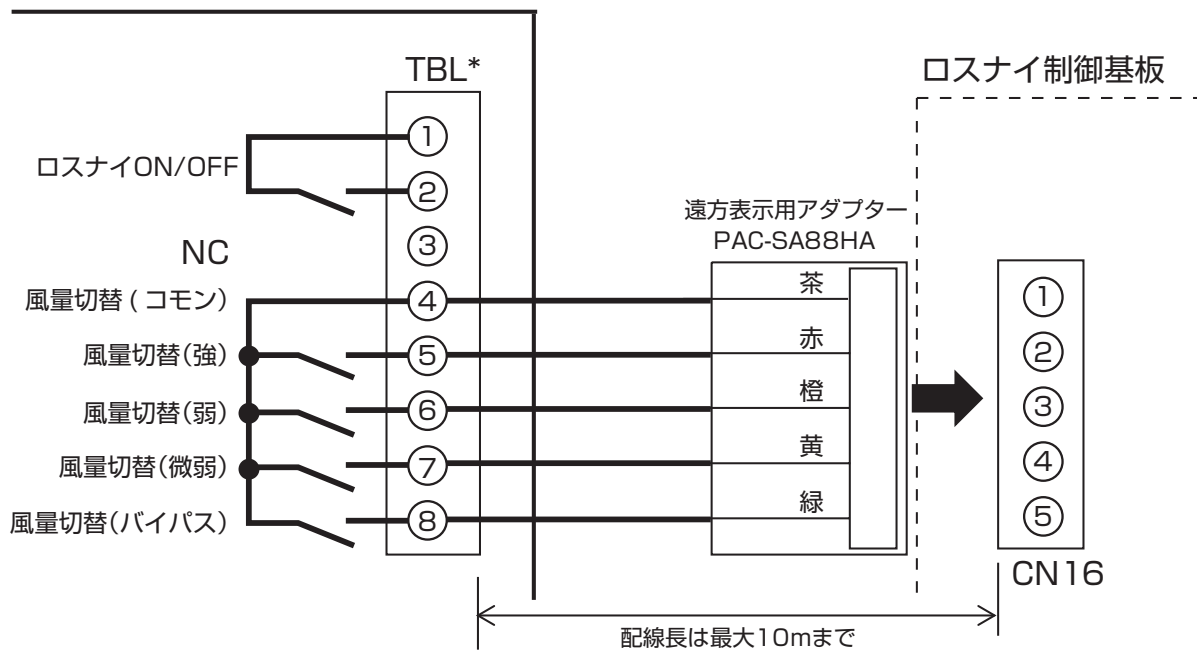 TBL*
ロスナイ制御基板
①
ロスナイON/OFF
②
③
NC
遠方表示用アダプター
PAC-SA88HA
風量切替(コモン)
④
茶
①
風量切替(強)
⑤
赤
②
風量切替(弱)
⑥
橙
③
風量切替(微弱)
⑦
黄
④
風量切替(バイパス)
⑧
緑
⑤
CN16
配線長は最大10mまで